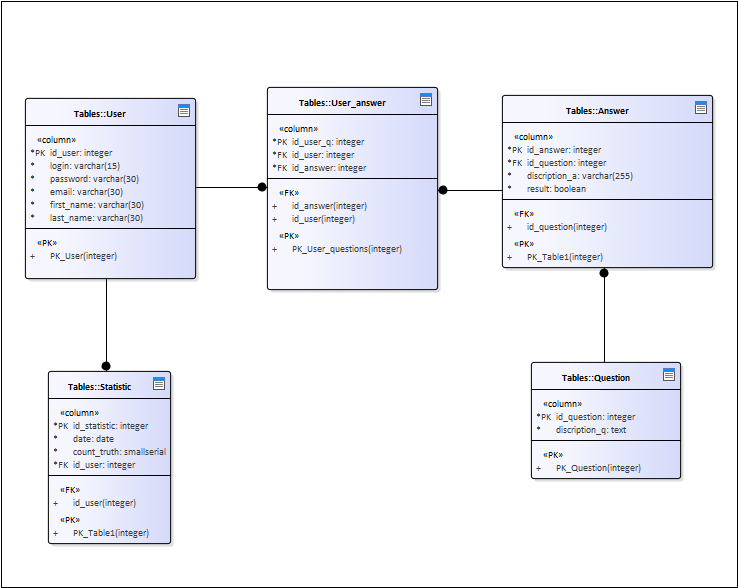 Tables::User
«column»
*PK id_user: integer
* login: varchar(15)
* password: varchar(30)
* email: varchar(30)
* first_name: varchar(30)
* last_name: varchar(30)
«PK»
+ PK_User(integer)
Tables::User_answer
«column»
*PK id_user_q: integer
*FK id_user: integer
*FK id_answer: integer
«FK»
+ id_answer(integer)
+ id_user(integer)
«PK»
+ PK_User_questions(integer)
Tables::Answer
«column»
*PK id_answer: integer
*FK id_question: integer
* discription_a: varchar(255)
* result: boolean
«FK»
+ id_question(integer)
«PK»
+ PK_Table1(integer)
Tables::Statistic
«column»
*PK id_statistic: integer
* date: date
* count_truth: smallserial
*FK id_user: integer
«FK»
+ id_user(integer)
«PK»
+ PK_Table1(integer)
Tables::Question
«column»
*PK id_question: integer
* discription_q: text
«PK»
+ PK_Question(integer)